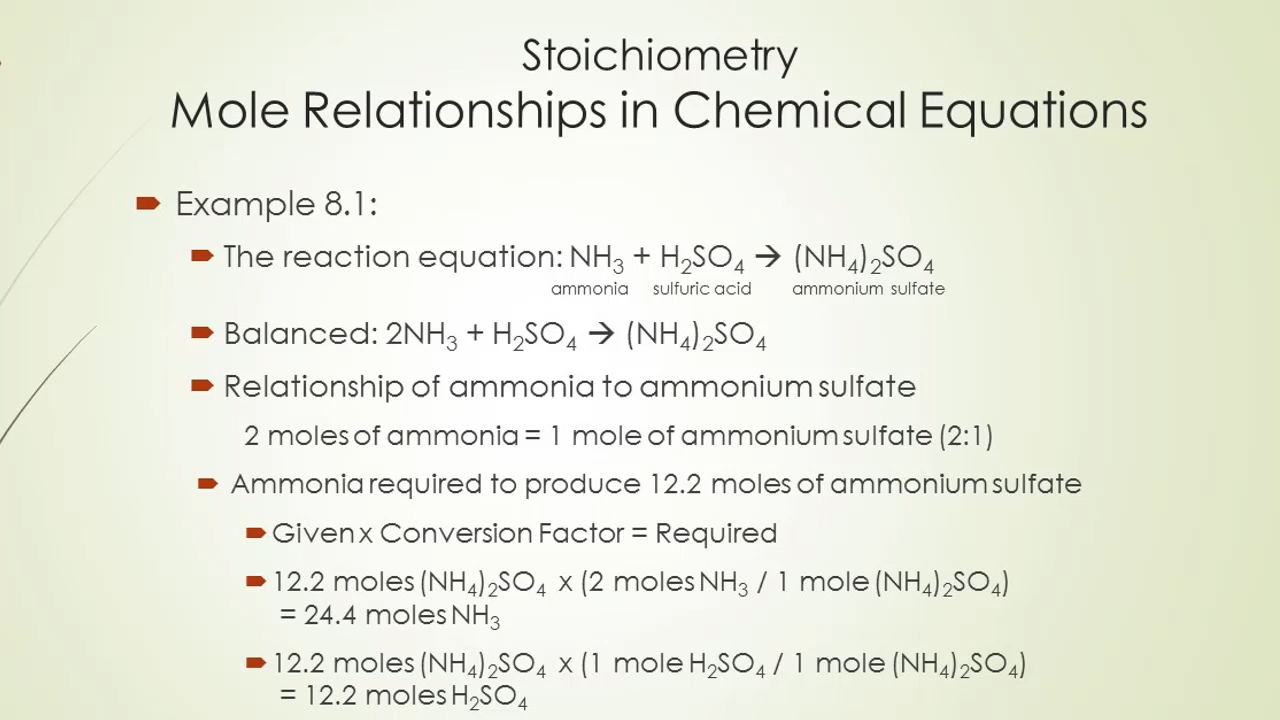 Stoichiometry
Mole Relationships in Chemical Equations
Example 8.1:
The reaction equation: NH₃ + H₂SO₄ → (NH₄)₂SO₄
ammonia sulfuric acid ammonium sulfate
Balanced: 2NH₃ + H₂SO₄ → (NH₄)₂SO₄
Relationship of ammonia to ammonium sulfate
2 moles of ammonia = 1 mole of ammonium sulfate (2:1)
Ammonia required to produce 12.2 moles of ammonium sulfate
Given x Conversion Factor = Required
12.2 moles (NH₄)₂SO₄ x (2 moles NH₃ / 1 mole (NH₄)₂SO₄)
= 24.4 moles NH₃
12.2 moles (NH₄)₂SO₄ x (1 mole H₂SO₄ / 1 mole (NH₄)₂SO₄)
= 12.2 moles H₂SO₄